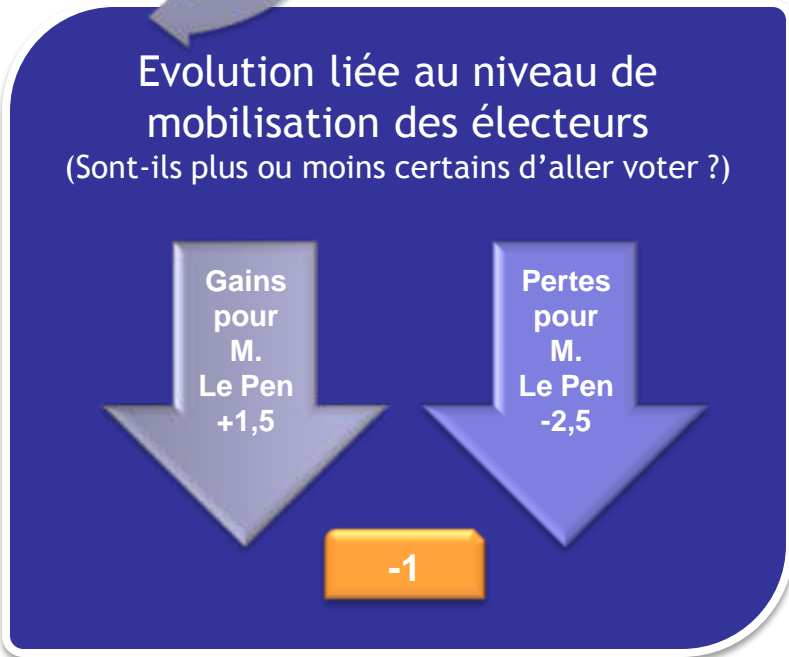 Evolution liée au niveau de
mobilisation des électeurs
(Sont-ils plus ou moins certains d’aller voter ?)
Gains
pour
M.
Le Pen
+1,5
Pertes
pour
M.
Le Pen
-2,5
-1